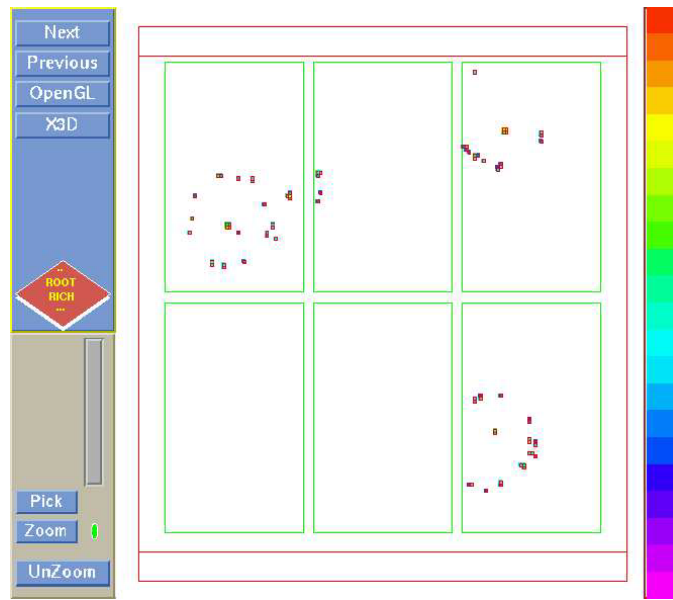 Next
Previous
OpenGL
X3D
..
ROOT
RICH
...
Pick
Zoom
UnZoom